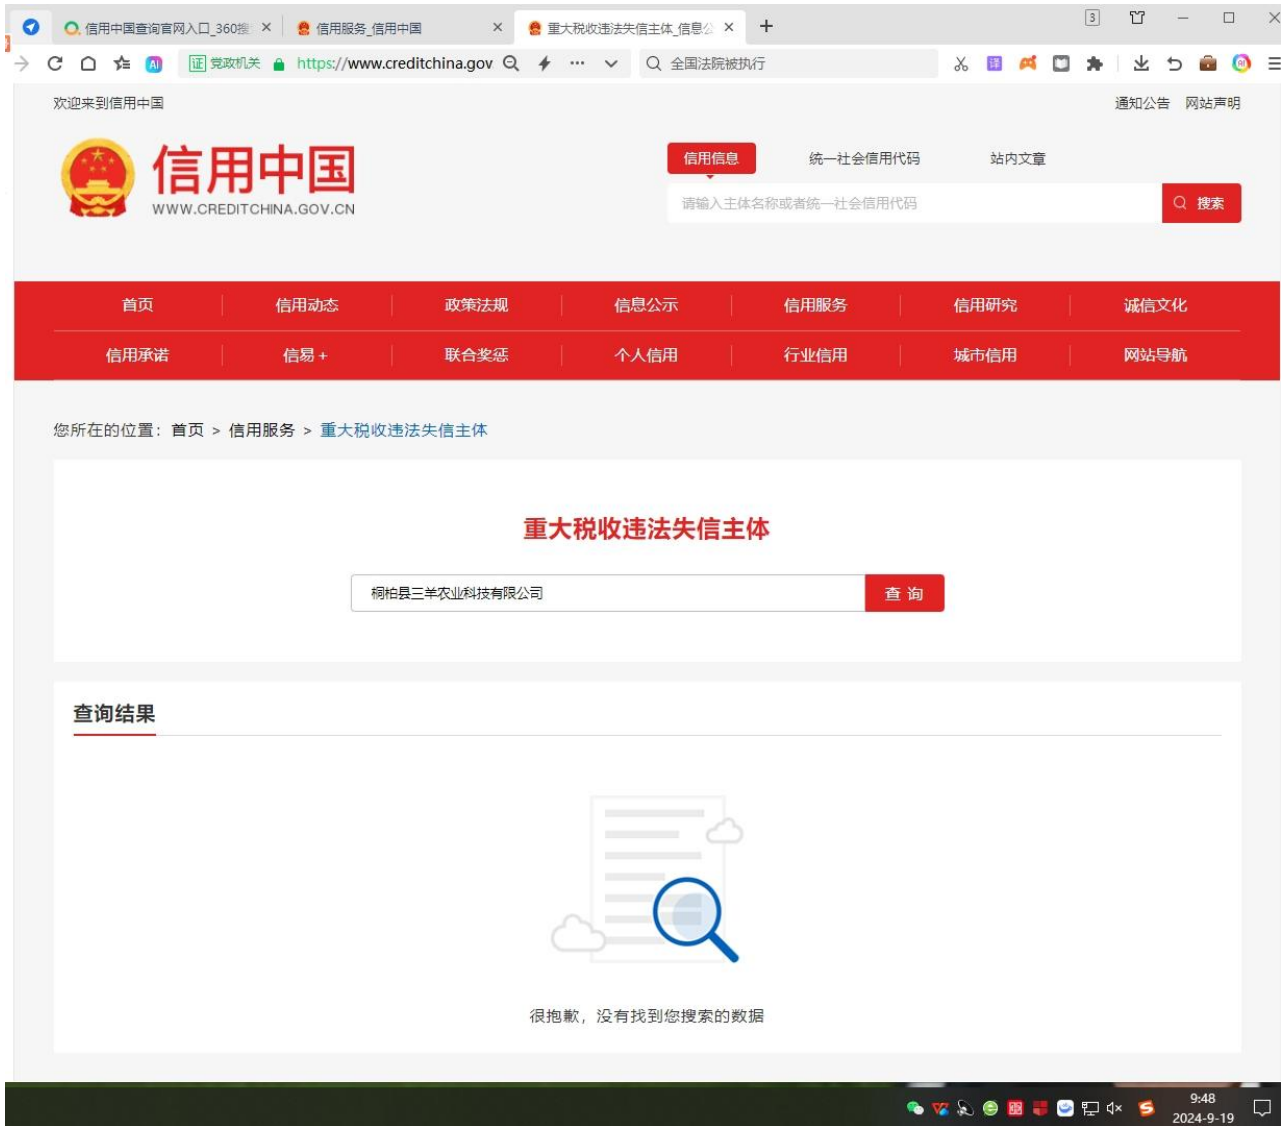 信用中国查询官网入口_360搜
信用服务_信用中国
重大税收违法失信主体_信息公
3
AI
证 党政机关
https://www.creditchina.gov
全国法院被执行
译
欢迎来到信用中国
通知公告 网站声明
信用中国
WWW.CREDITCHINA.GOV.CN
信用信息 统一社会信用代码 站内文章
请输入主体名称或者统一社会信用代码
搜索
首页 信用动态 政策法规 信息公示 信用服务 信用研究 诚信文化
信用承诺 信易+ 联合奖惩 个人信用 行业信用 城市信用 网站导航
您所在的位置：首页 > 信用服务 > 重大税收违法失信主体
重大税收违法失信主体
桐柏县三羊农业科技有限公司
查 询
查询结果
很抱歉，没有找到您搜索的数据
9:48
2024-9-19